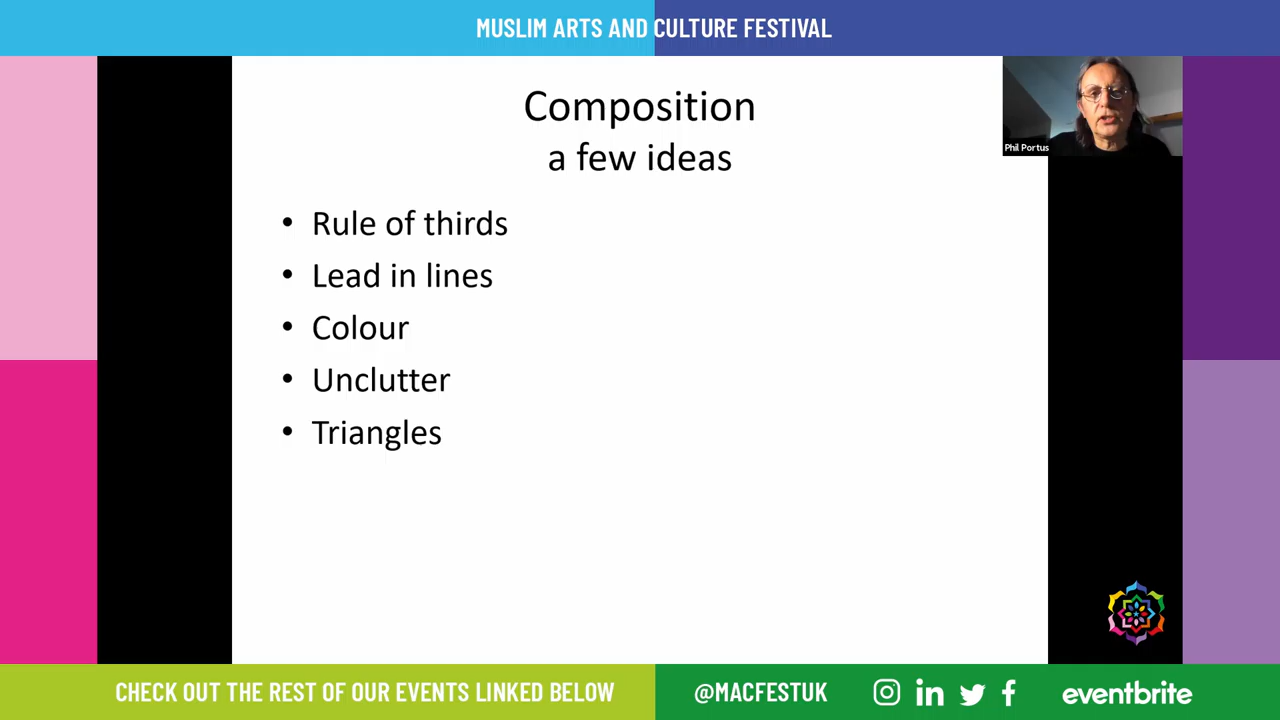 MUSLIM ARTS AND CULTURE FESTIVAL
Composition
a few ideas
Phil Portus
• Rule of thirds
• Lead in lines
• Colour
• Unclutter
• Triangles
CHECK OUT THE REST OF OUR EVENTS LINKED BELOW
@MACFESTUK
eventbrite